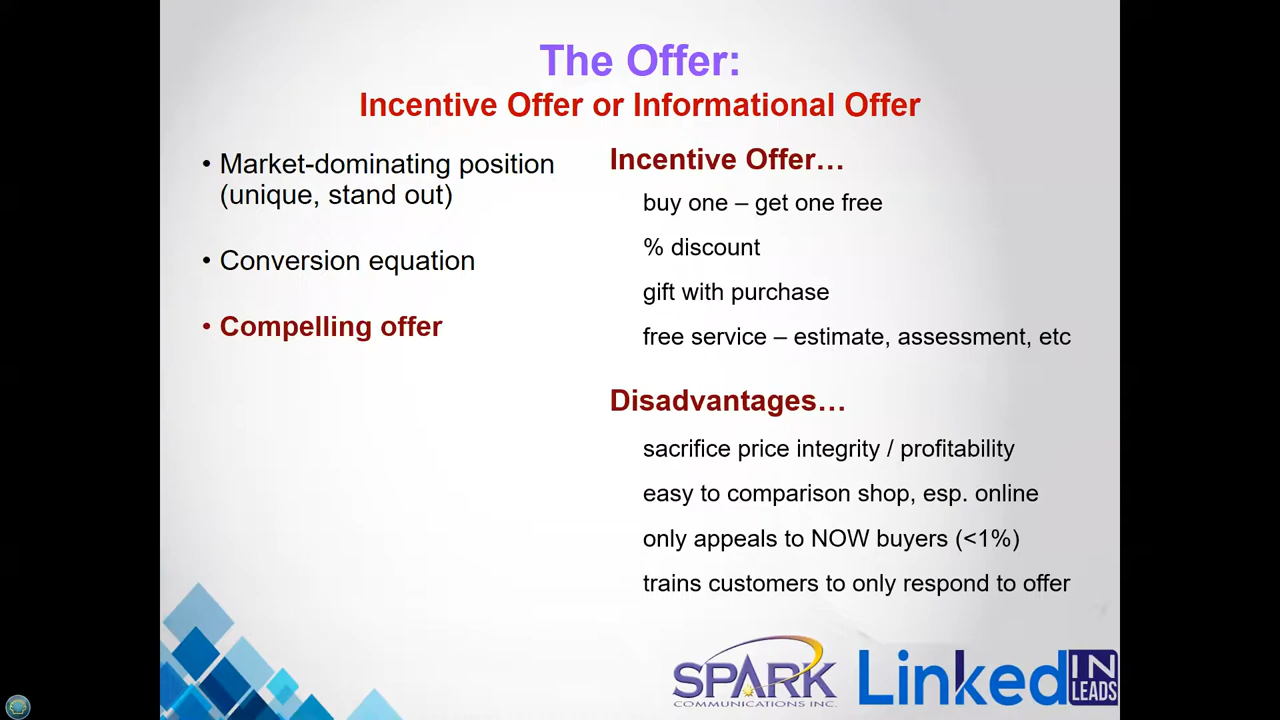 The Offer:
Incentive Offer or Informational Offer
• Market-dominating position
(unique, stand out)
• Conversion equation
• Compelling offer
Incentive Offer…
buy one – get one free
% discount
gift with purchase
free service – estimate, assessment, etc
Disadvantages…
sacrifice price integrity / profitability
easy to comparison shop, esp. online
only appeals to NOW buyers (<1%)
trains customers to only respond to offer
SPARK
COMMUNICATIONS INC.
Linked IN
LEADS